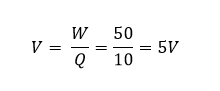 V = W/Q = 50/10 = 5V